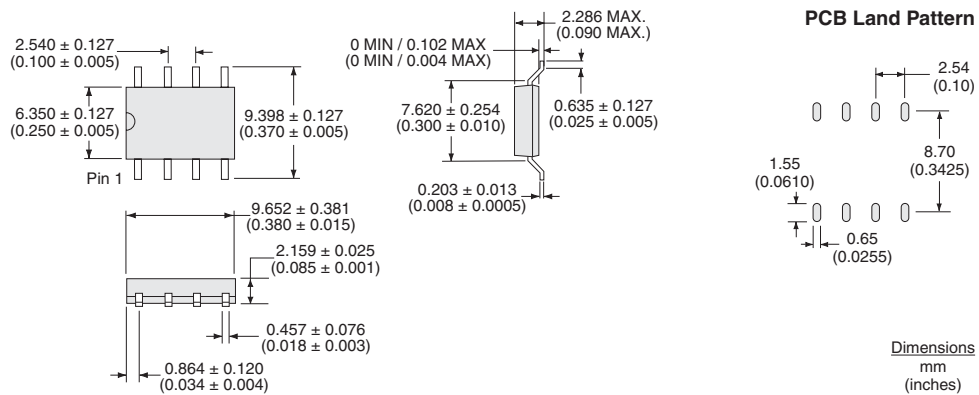 2.540 ± 0.127
(0.100 ± 0.005)
6.350 ± 0.127
(0.250 ± 0.005)
9.398 ± 0.127
(0.370 ± 0.005)
Pin 1
9.652 ± 0.381
(0.380 ± 0.015)
2.159 ± 0.025
(0.085 ± 0.001)
0.457 ± 0.076
(0.018 ± 0.003)
0.864 ± 0.120
(0.034 ± 0.004)
2.286 MAX.
(0.090 MAX.)
0 MIN / 0.102 MAX
(0 MIN / 0.004 MAX)
7.620 ± 0.254
(0.300 ± 0.010)
0.635 ± 0.127
(0.025 ± 0.005)
0.203 ± 0.013
(0.008 ± 0.0005)
PCB Land Pattern
2.54
(0.10)
8.70
(0.3425)
1.55
(0.0610)
0.65
(0.0255)
Dimensions
mm
(inches)